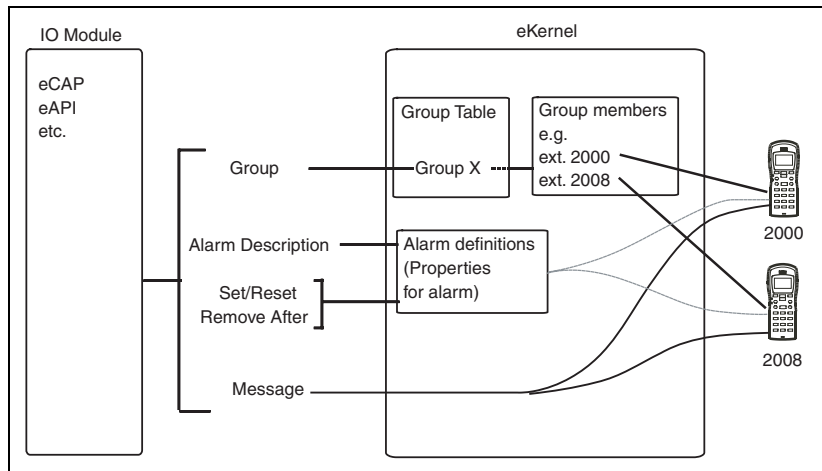 IO Module
eCAP
eAPI
etc.
Group
Alarm Description
Set/Reset
Remove After
Message
eKernel
Group Table
Group X
Group members
e.g.
ext. 2000
ext. 2008
Alarm definitions
(Properties
for alarm)
2000
2008